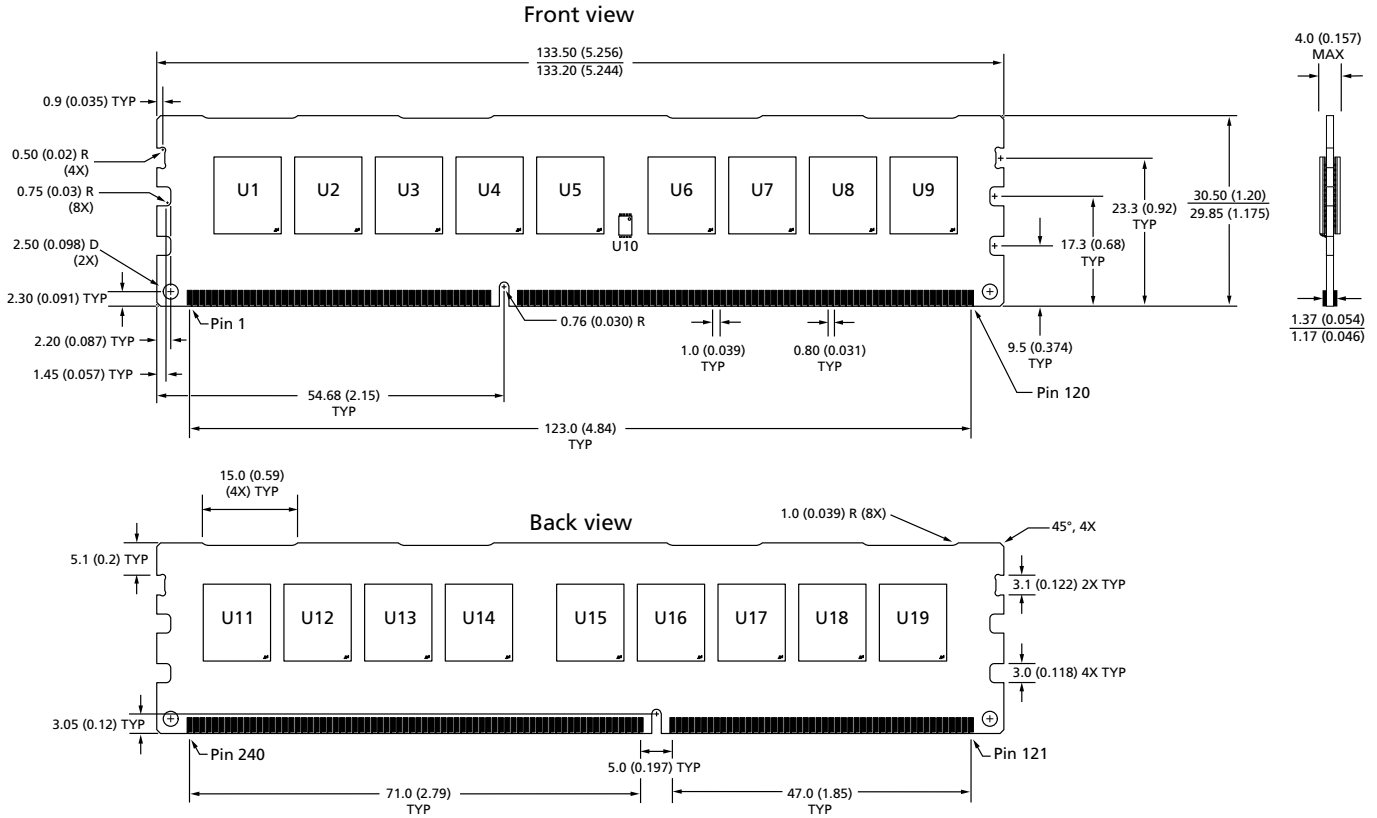 Front view
133.50 (5.256)
133.20 (5.244)
4.0 (0.157)
MAX
0.9 (0.035) TYP
0.50 (0.02) R
(4X)
0.75 (0.03) R
(8X)
2.50 (0.098) D
(2X)
2.30 (0.091) TYP
2.20 (0.087) TYP
1.45 (0.057) TYP
U1
U2
U3
U4
U5
U6
U7
U8
U9
U10
Pin 1
0.76 (0.030) R
1.0 (0.039)
TYP
0.80 (0.031)
TYP
23.3 (0.92)
TYP
17.3 (0.68)
TYP
9.5 (0.374)
TYP
30.50 (1.20)
29.85 (1.175)
1.37 (0.054)
1.17 (0.046)
Pin 120
54.68 (2.15)
TYP
123.0 (4.84)
TYP
15.0 (0.59)
(4X) TYP
Back view
1.0 (0.039) R (8X)
45°, 4X
5.1 (0.2) TYP
3.1 (0.122) 2X TYP
U11
U12
U13
U14
U15
U16
U17
U18
U19
3.0 (0.118) 4X TYP
3.05 (0.12) TYP
Pin 240
Pin 121
5.0 (0.197) TYP
71.0 (2.79)
TYP
47.0 (1.85)
TYP